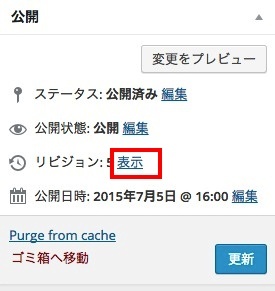 公開
変更をプレビュー
ステータス: 公開済み 編集
公開状態: 公開 編集
リビジョン: 5 表示
公開日時: 2015年7月5日 @ 16:00 編集
Purge from cache
ゴミ箱へ移動
更新